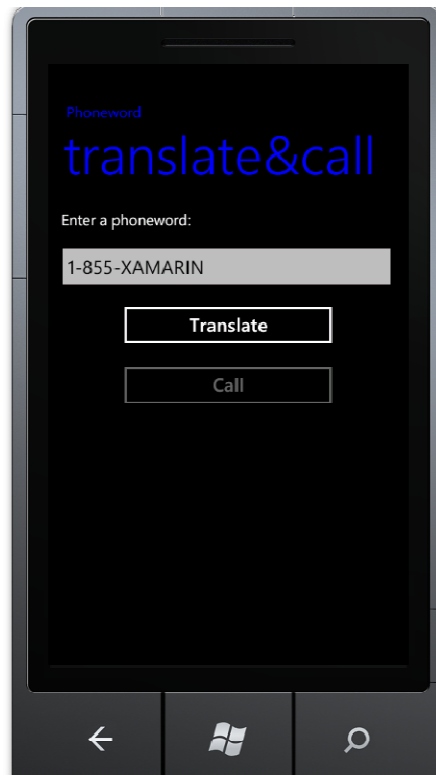 Phoneword
translate&call
Enter a phoneword:
1-855-XAMARIN
Translate
Call